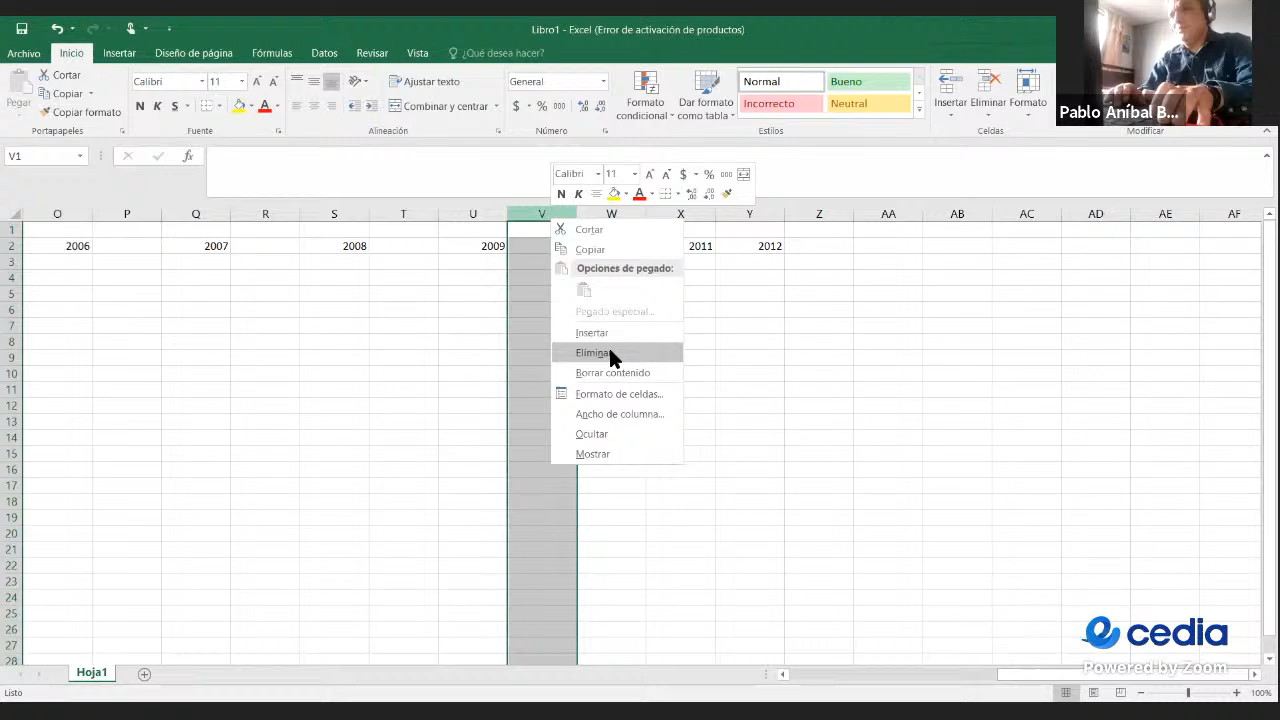 Libro1 - Excel (Error de activación de productos)
Archivo Inicio Insertar Diseño de página Fórmulas Datos Revisar Vista ¿Qué desea hacer?
Pegar
Cortar
Copiar
Copiar formato
Portapapeles
Calibri 11
N K S
Fuente
Ajustar texto
Combinar y centrar
Alineación
General
$ % 000
Número
Formato condicional
Dar formato como tabla
Normal Bueno
Incorrecto Neutral
Estilos
Insertar Eliminar Formato
Celdas
Modificar
Pablo Aníbal B...
V1
fx
Calibri 11 $ % 000
N K
O P Q R S T U V W X Y Z AA AB AC AD AE AF
1
2 2006 2007 2008 2009 2011 2012
3
4
5
6
7
8
9
10
11
12
13
14
15
16
17
18
19
20
21
22
23
24
25
26
27
28
Cortar
Copiar
Opciones de pegado:
Pegado especial...
Insertar
Eliminar
Borrar contenido
Formato de celdas...
Ancho de columna...
Ocultar
Mostrar
cedia
Powered by Zoom
Hoja1
Listo
100%